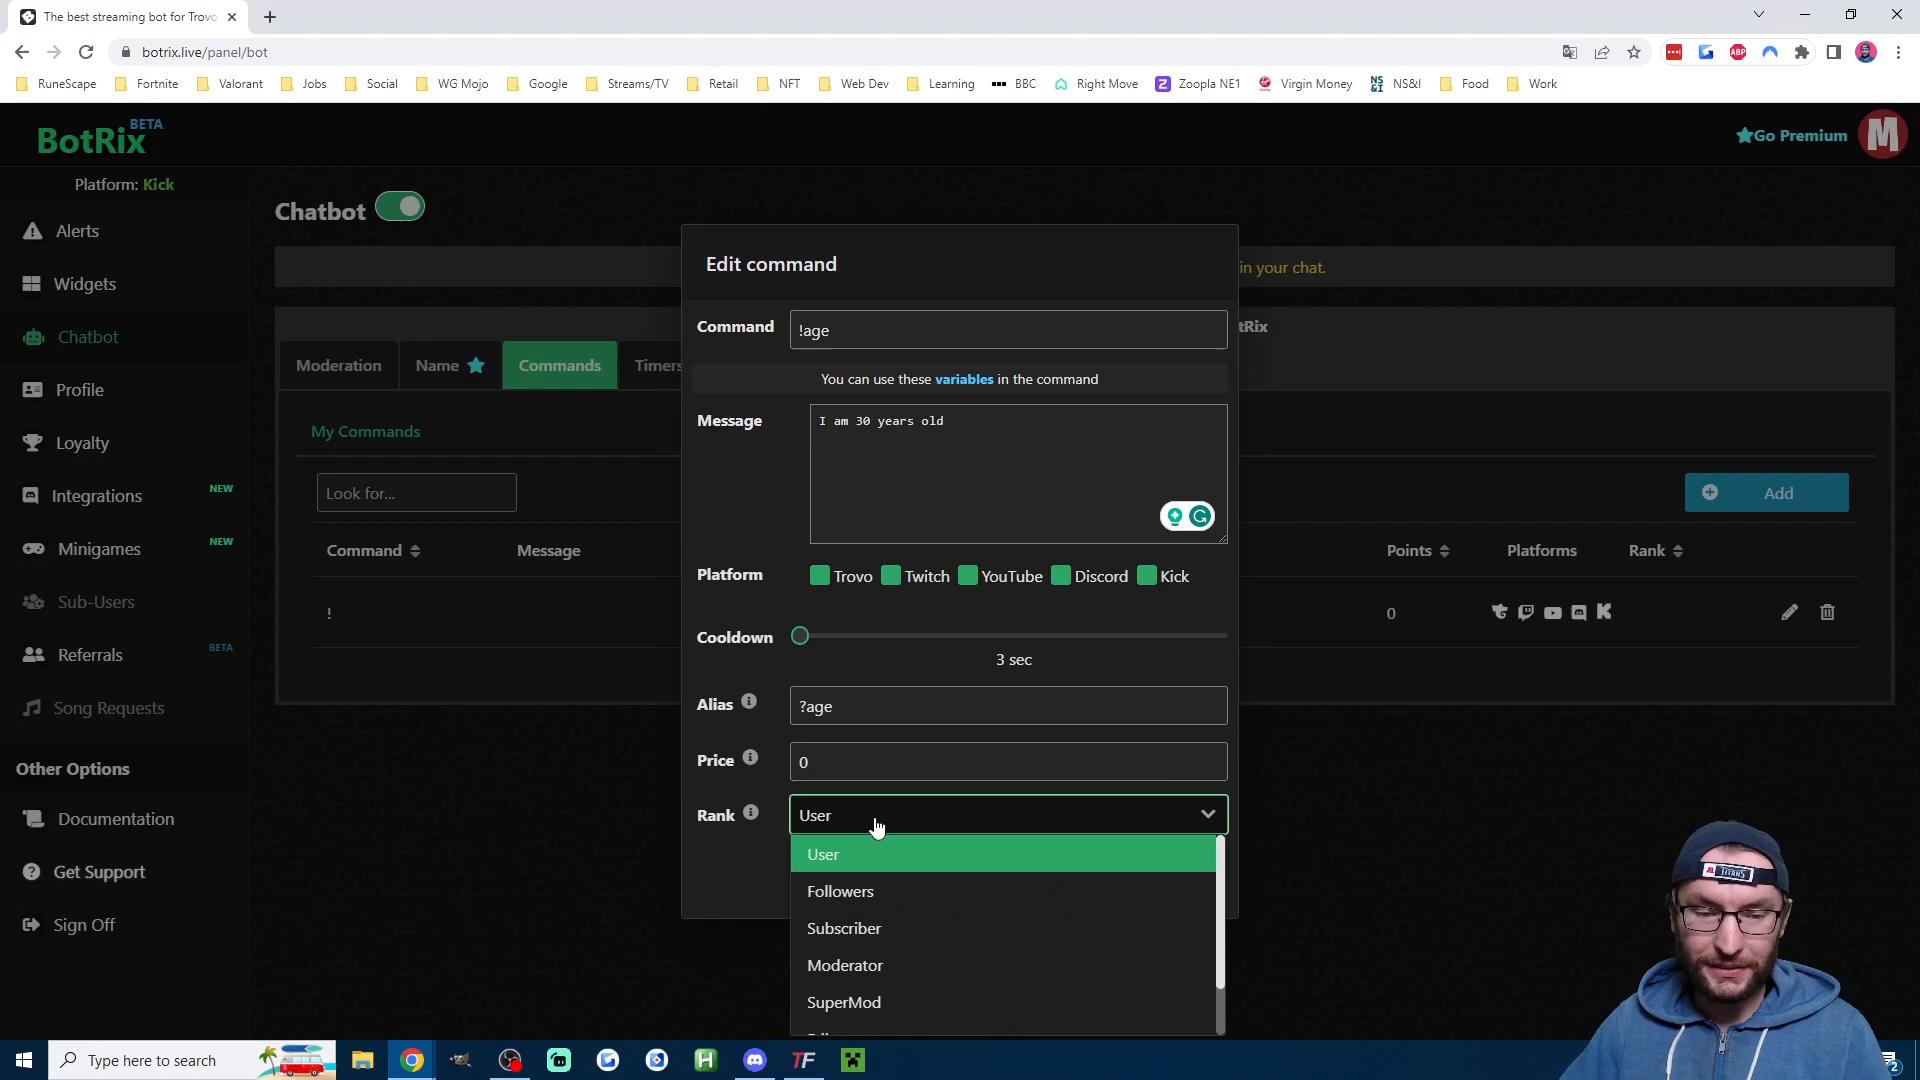 The best streaming bot for Trovo
botrix.live/panel/bot
RuneScape
Fortnite
Valorant
Jobs
Social
WG Mojo
Google
Streams/TV
Retail
NFT
Web Dev
Learning
BBC
Right Move
Zoopla NE1
Virgin Money
NS&I
Food
Work
BotRix BETA
Go Premium
M
Platform: Kick
Alerts
Widgets
Chatbot
Profile
Loyalty
Integrations NEW
Minigames NEW
Sub-Users
Referrals BETA
Song Requests
Other Options
Documentation
Get Support
Sign Off
Chatbot
in your chat.
tRix
Moderation
Name
Commands
Timers
My Commands
Look for...
Add
Command
Message
Points
Platforms
Rank
!
0
Edit command
Command
!age
You can use these variables in the command
Message
I am 30 years old
Platform
Trovo
Twitch
YouTube
Discord
Kick
Cooldown
3 sec
Alias
?age
Price
0
Rank
User
User
Followers
Subscriber
Moderator
SuperMod
Type here to search
TF
2
TITANS
ABP